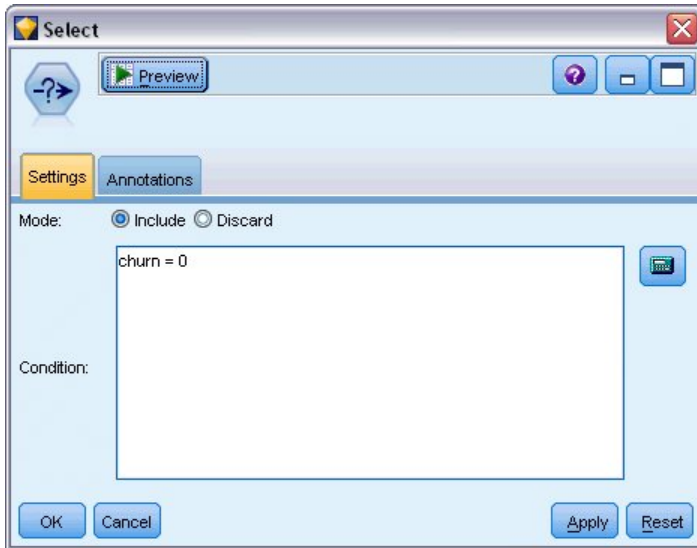 Select
Preview
Settings Annotations
Mode: Include Discard
churn = 0
Condition:
OK Cancel Apply Reset